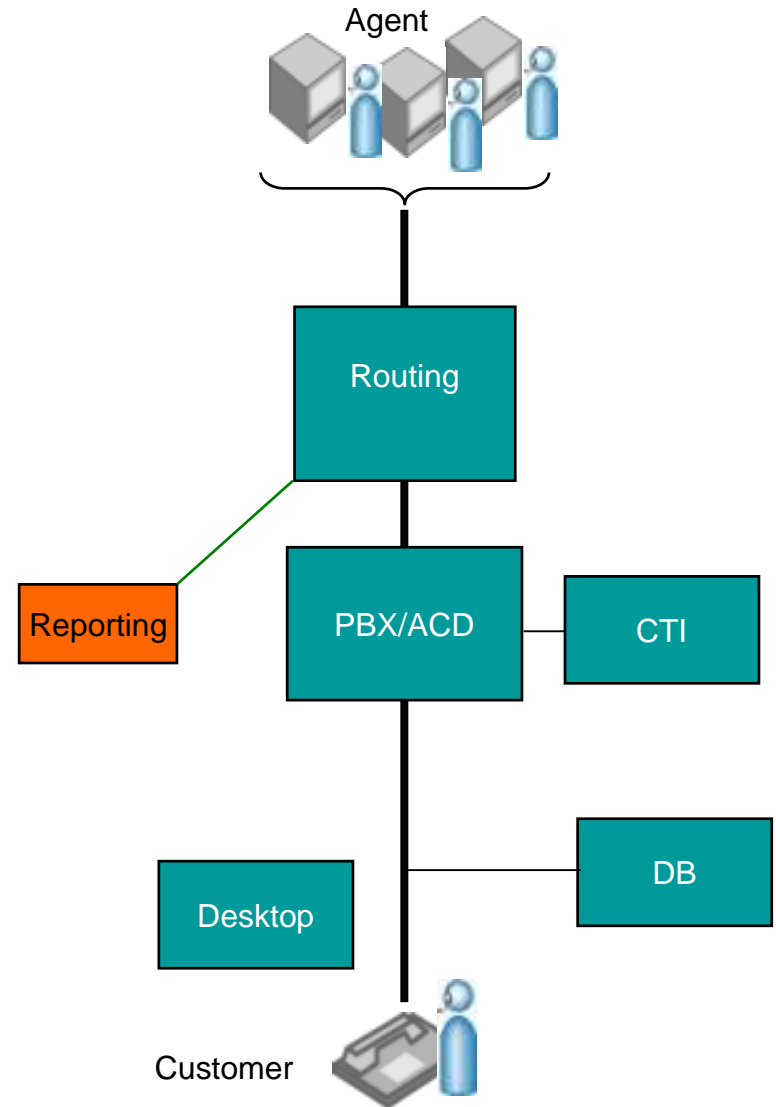 Agent
Routing
Reporting
PBX/ACD
CTI
DB
Desktop
Customer